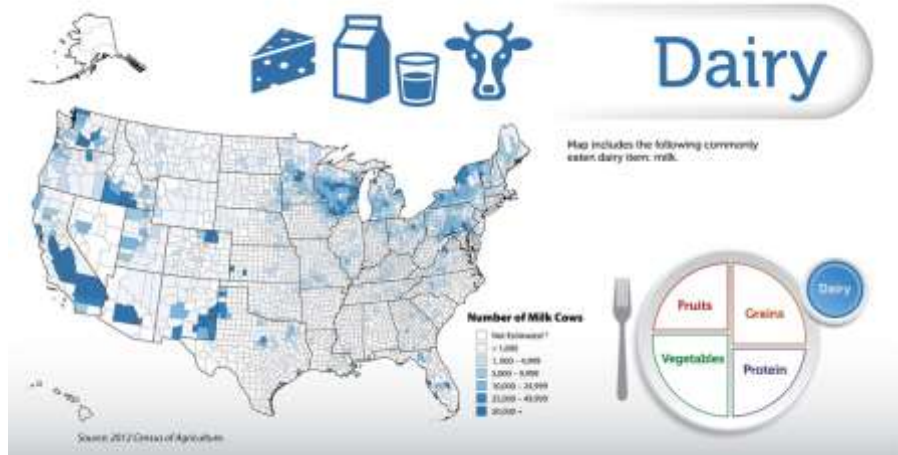 Dairy
Map includes the following commonly
eaten dairy item: milk.
Number of Milk Cows
Not Estimated
< 1,000
1,000 - 4,999
5,000 - 9,999
10,000 - 24,999
25,000 - 49,999
50,000 +
Fruits
Grains
Dairy
Vegetables
Protein
Source: 2012 Census of Agriculture